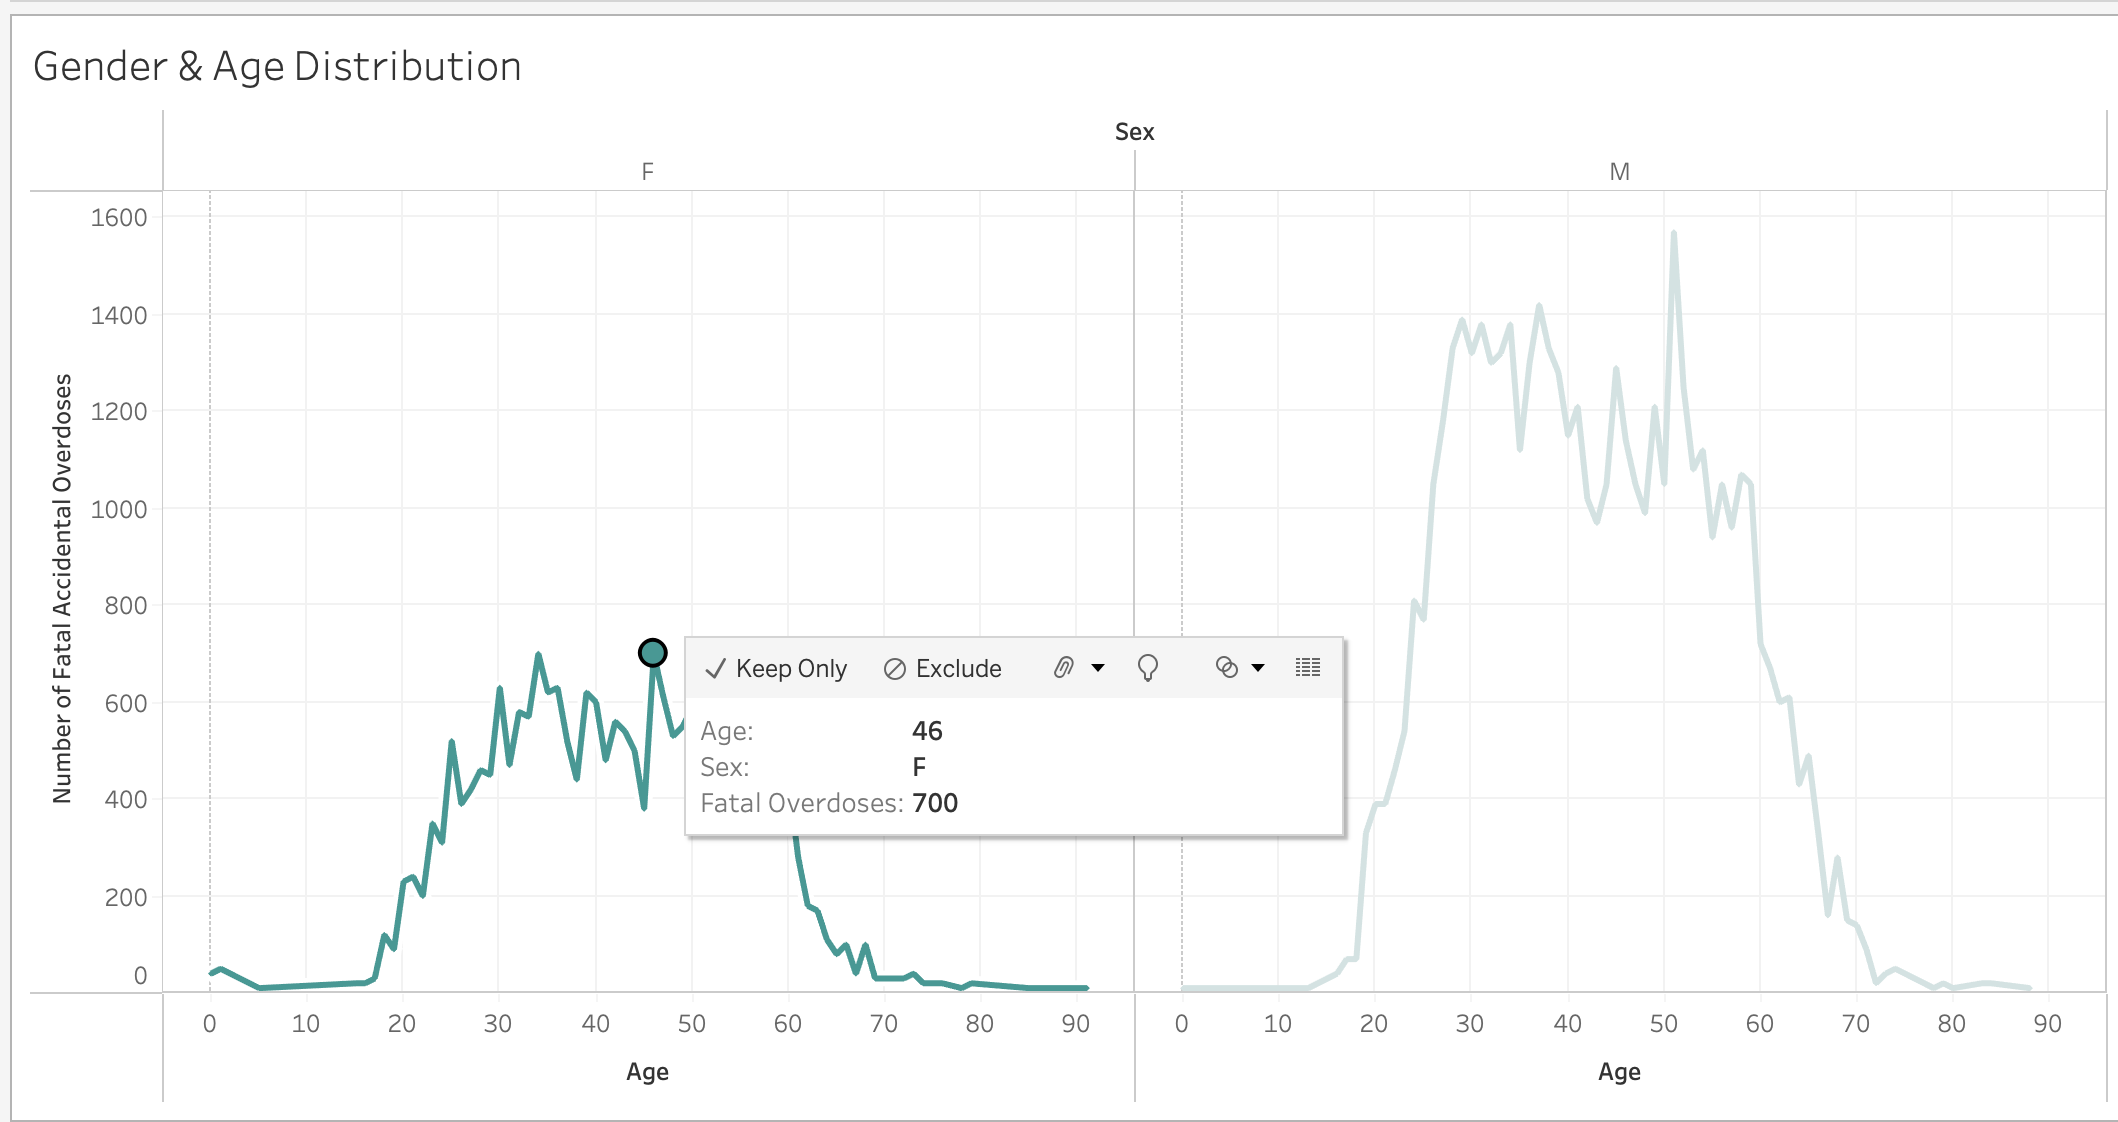 Gender & Age Distribution
Sex
F
M
Number of Fatal Accidental Overdoses
1600
1400
1200
1000
800
600
400
200
0
Keep Only Exclude
Age: 46
Sex: F
Fatal Overdoses: 700
0 10 20 30 40 50 60 70 80 90
0 10 20 30 40 50 60 70 80 90
Age
Age